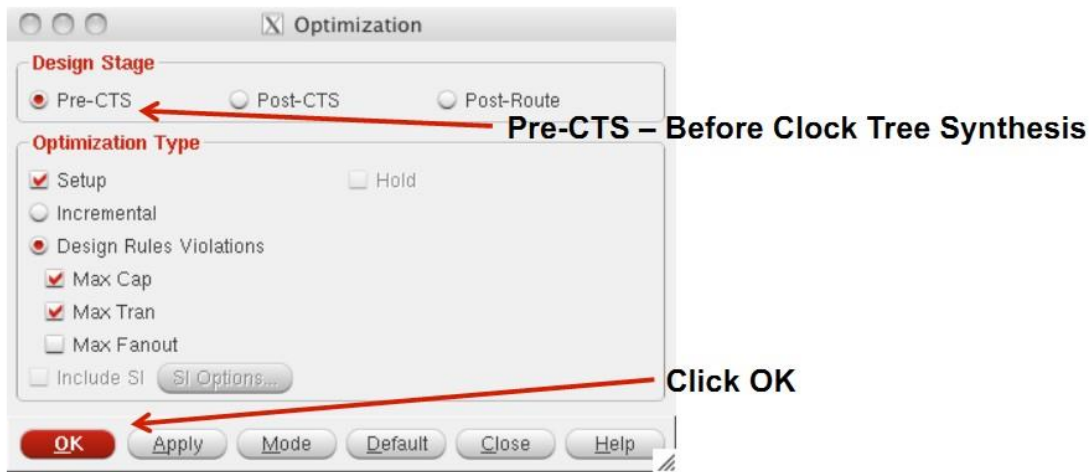 Optimization
Design Stage
Pre-CTS Post-CTS Post-Route
Pre-CTS – Before Clock Tree Synthesis
Optimization Type
Setup Hold
Incremental
Design Rules Violations
Max Cap
Max Tran
Max Fanout
Include SI SI Options...
Click OK
OK Apply Mode Default Close Help